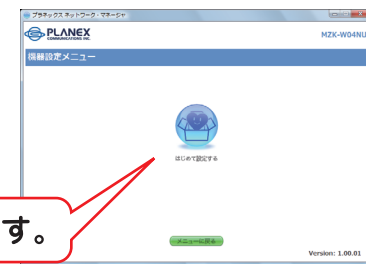 プラネックス ネットワーク・マネージャ
PLANEX
COMMUNICATIONS INC.
MZK-W04NU
機器設定メニュー
はじめて設定する
す。
メニューに戻る
Version: 1.00.01